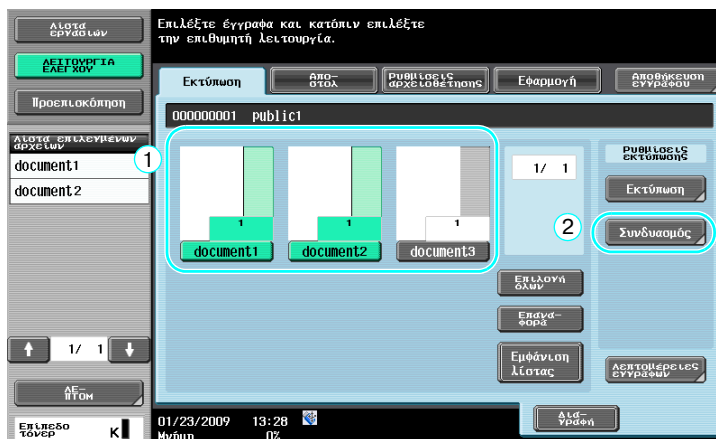 Λίστα
εργασιών
ΛΕΙΤΟΥΡΓΙΑ
ΕΛΕΓΧΟΥ
Προεπισκόπηση
Λίστα επιλεγμένων
αρχείων
document1
document2
1/ 1
ΛΕ-
ΠΤΟΜ
Επίπεδο
τόνερ
K
Επιλέξτε έγγραφα και κατόπιν επιλέξτε
την επιθυμητή λειτουργία.
Εκτύπωση
Απο-
στολ
Ρυθμίσεις
αρχειοθέτησης
Εφαρμογή
Αποθήκευση
εγγράφου
000000001 Public1
1
1
1
1
document1
document2
document3
1/ 1
Επιλογή
όλων
Επανα-
φορά
Εμφάνιση
λίστας
Ρυθμίσεις
εκτύπωσης
Εκτύπωση
2
Συνδυασμός
Λεπτομέρειες
εγγράφων
01/23/2009 13:28
Μνήμη 0%
Δια-
γραφή